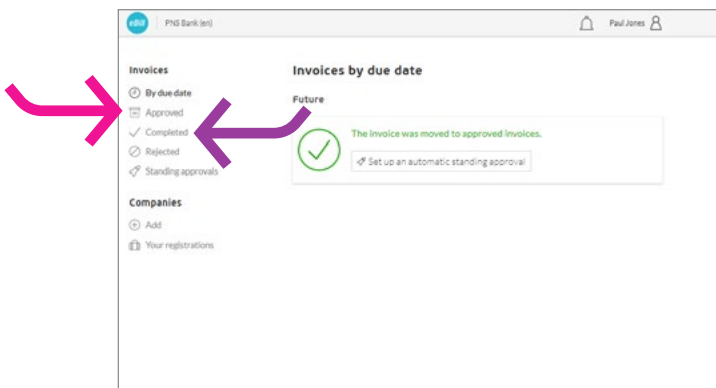 eBill PNS Bank (en) Paul Jones
Invoices
By due date
Approved
Completed
Rejected
Standing approvals
Companies
Add
Your registrations
Invoices by due date
Future
The invoice was moved to approved invoices.
Set up an automatic standing approval